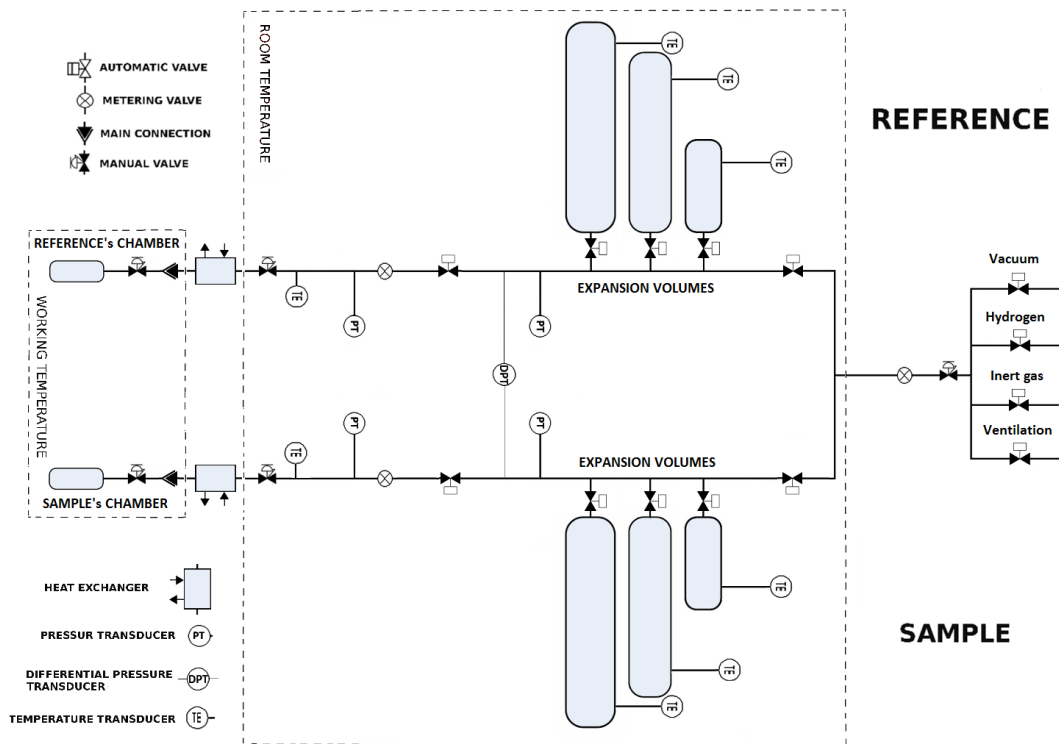 ROOM TEMPERATURE
TE
TE
TE
AUTOMATIC VALVE
METERING VALVE
MAIN CONNECTION
MANUAL VALVE
REFERENCE
REFERENCE's CHAMBER
WORKING TEMPERATURE
TE
PT
PT
EXPANSION VOLUMES
Vacuum
Hydrogen
Inert gas
Ventilation
DPT
PT
PT
TE
EXPANSION VOLUMES
SAMPLE's CHAMBER
HEAT EXCHANGER
PRESSUR TRANSDUCER
PT
DIFFERENTIAL PRESSURE
TRANSDUCER
DPT
TEMPERATURE TRANSDUCER
TE
TE
TE
TE
SAMPLE